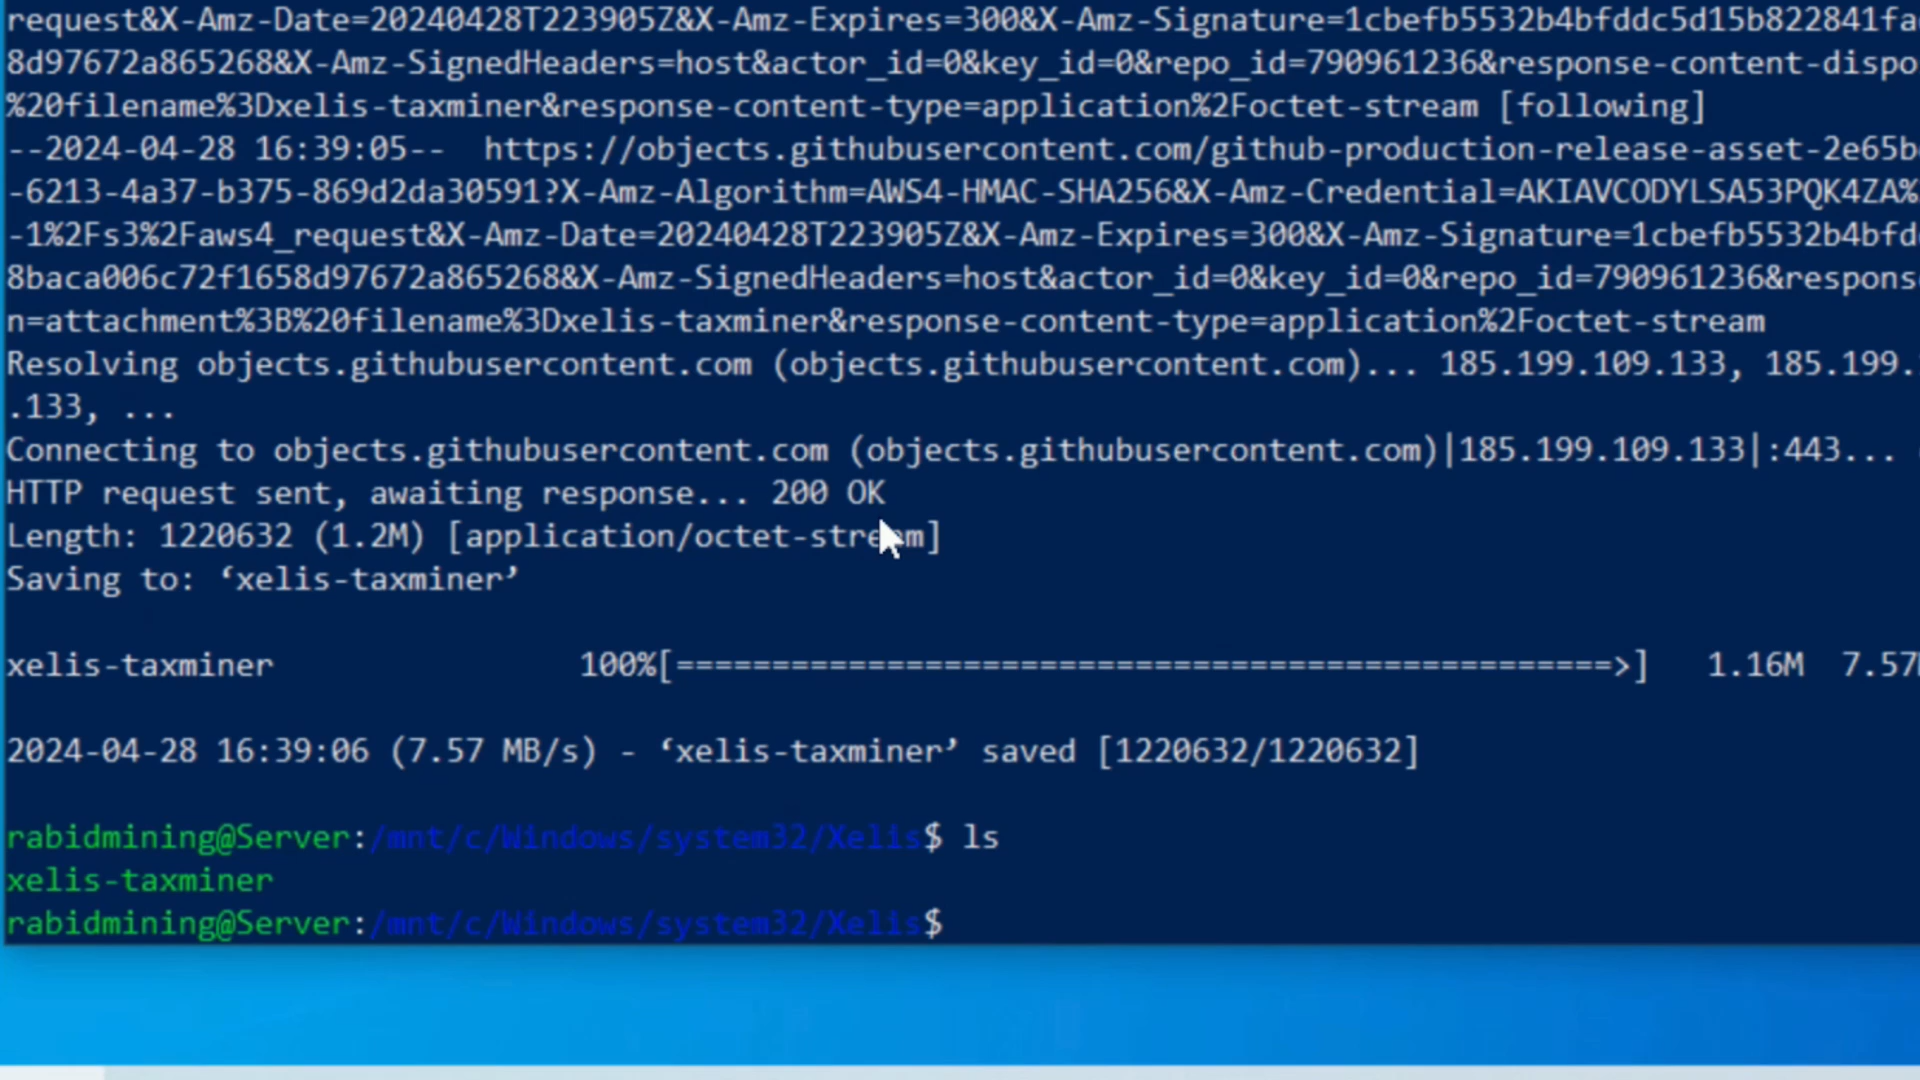 request&X-Amz-Date=20240428T223905Z&X-Amz-Expires=300&X-Amz-Signature=1cbefb5532b4bfddc5d15b822841fa
8d97672a865268&X-Amz-SignedHeaders=host&actor_id=0&key_id=0&repo_id=790961236&response-content-dispo
%20filename%3Dxelis-taxminer&response-content-type=application%2Foctet-stream [following]
--2024-04-28 16:39:05--  https://objects.githubusercontent.com/github-production-release-asset-2e65b
-6213-4a37-b375-869d2da30591?X-Amz-Algorithm=AWS4-HMAC-SHA256&X-Amz-Credential=AKIAVCODYLSA53PQK4ZA%
-1%2Fs3%2Faws4_request&X-Amz-Date=20240428T223905Z&X-Amz-Expires=300&X-Amz-Signature=1cbefb5532b4bfd
8baca006c72f1658d97672a865268&X-Amz-SignedHeaders=host&actor_id=0&key_id=0&repo_id=790961236&respons
n=attachment%3B%20filename%3Dxelis-taxminer&response-content-type=application%2Foctet-stream
Resolving objects.githubusercontent.com (objects.githubusercontent.com)... 185.199.109.133, 185.199.
.133, ...
Connecting to objects.githubusercontent.com (objects.githubusercontent.com)|185.199.109.133|:443...
HTTP request sent, awaiting response... 200 OK
Length: 1220632 (1.2M) [application/octet-stream]
Saving to: ‘xelis-taxminer’
xelis-taxminer 100%[=================================================>] 1.16M 7.57
2024-04-28 16:39:06 (7.57 MB/s) - ‘xelis-taxminer’ saved [1220632/1220632]
rabidmining@Server:/mnt/c/Windows/system32/Xelis$ ls
xelis-taxminer
rabidmining@Server:/mnt/c/Windows/system32/Xelis$